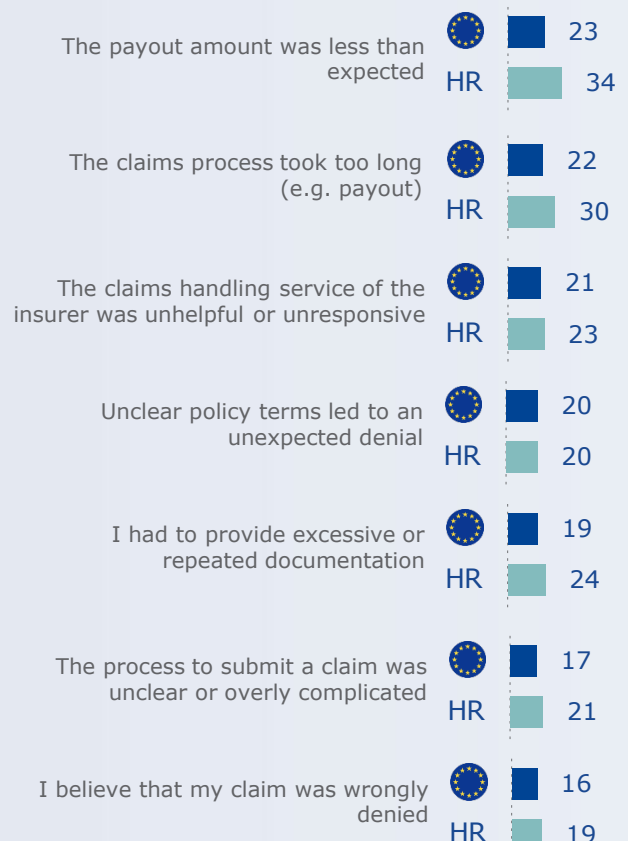 The payout amount was less than
expected
23
HR
34
The claims process took too long
(e.g. payout)
22
HR
30
The claims handling service of the
insurer was unhelpful or unresponsive
21
HR
23
Unclear policy terms led to an
unexpected denial
20
HR
20
I had to provide excessive or
repeated documentation
19
HR
24
The process to submit a claim was
unclear or overly complicated
17
HR
21
I believe that my claim was wrongly
denied
16
HR
19